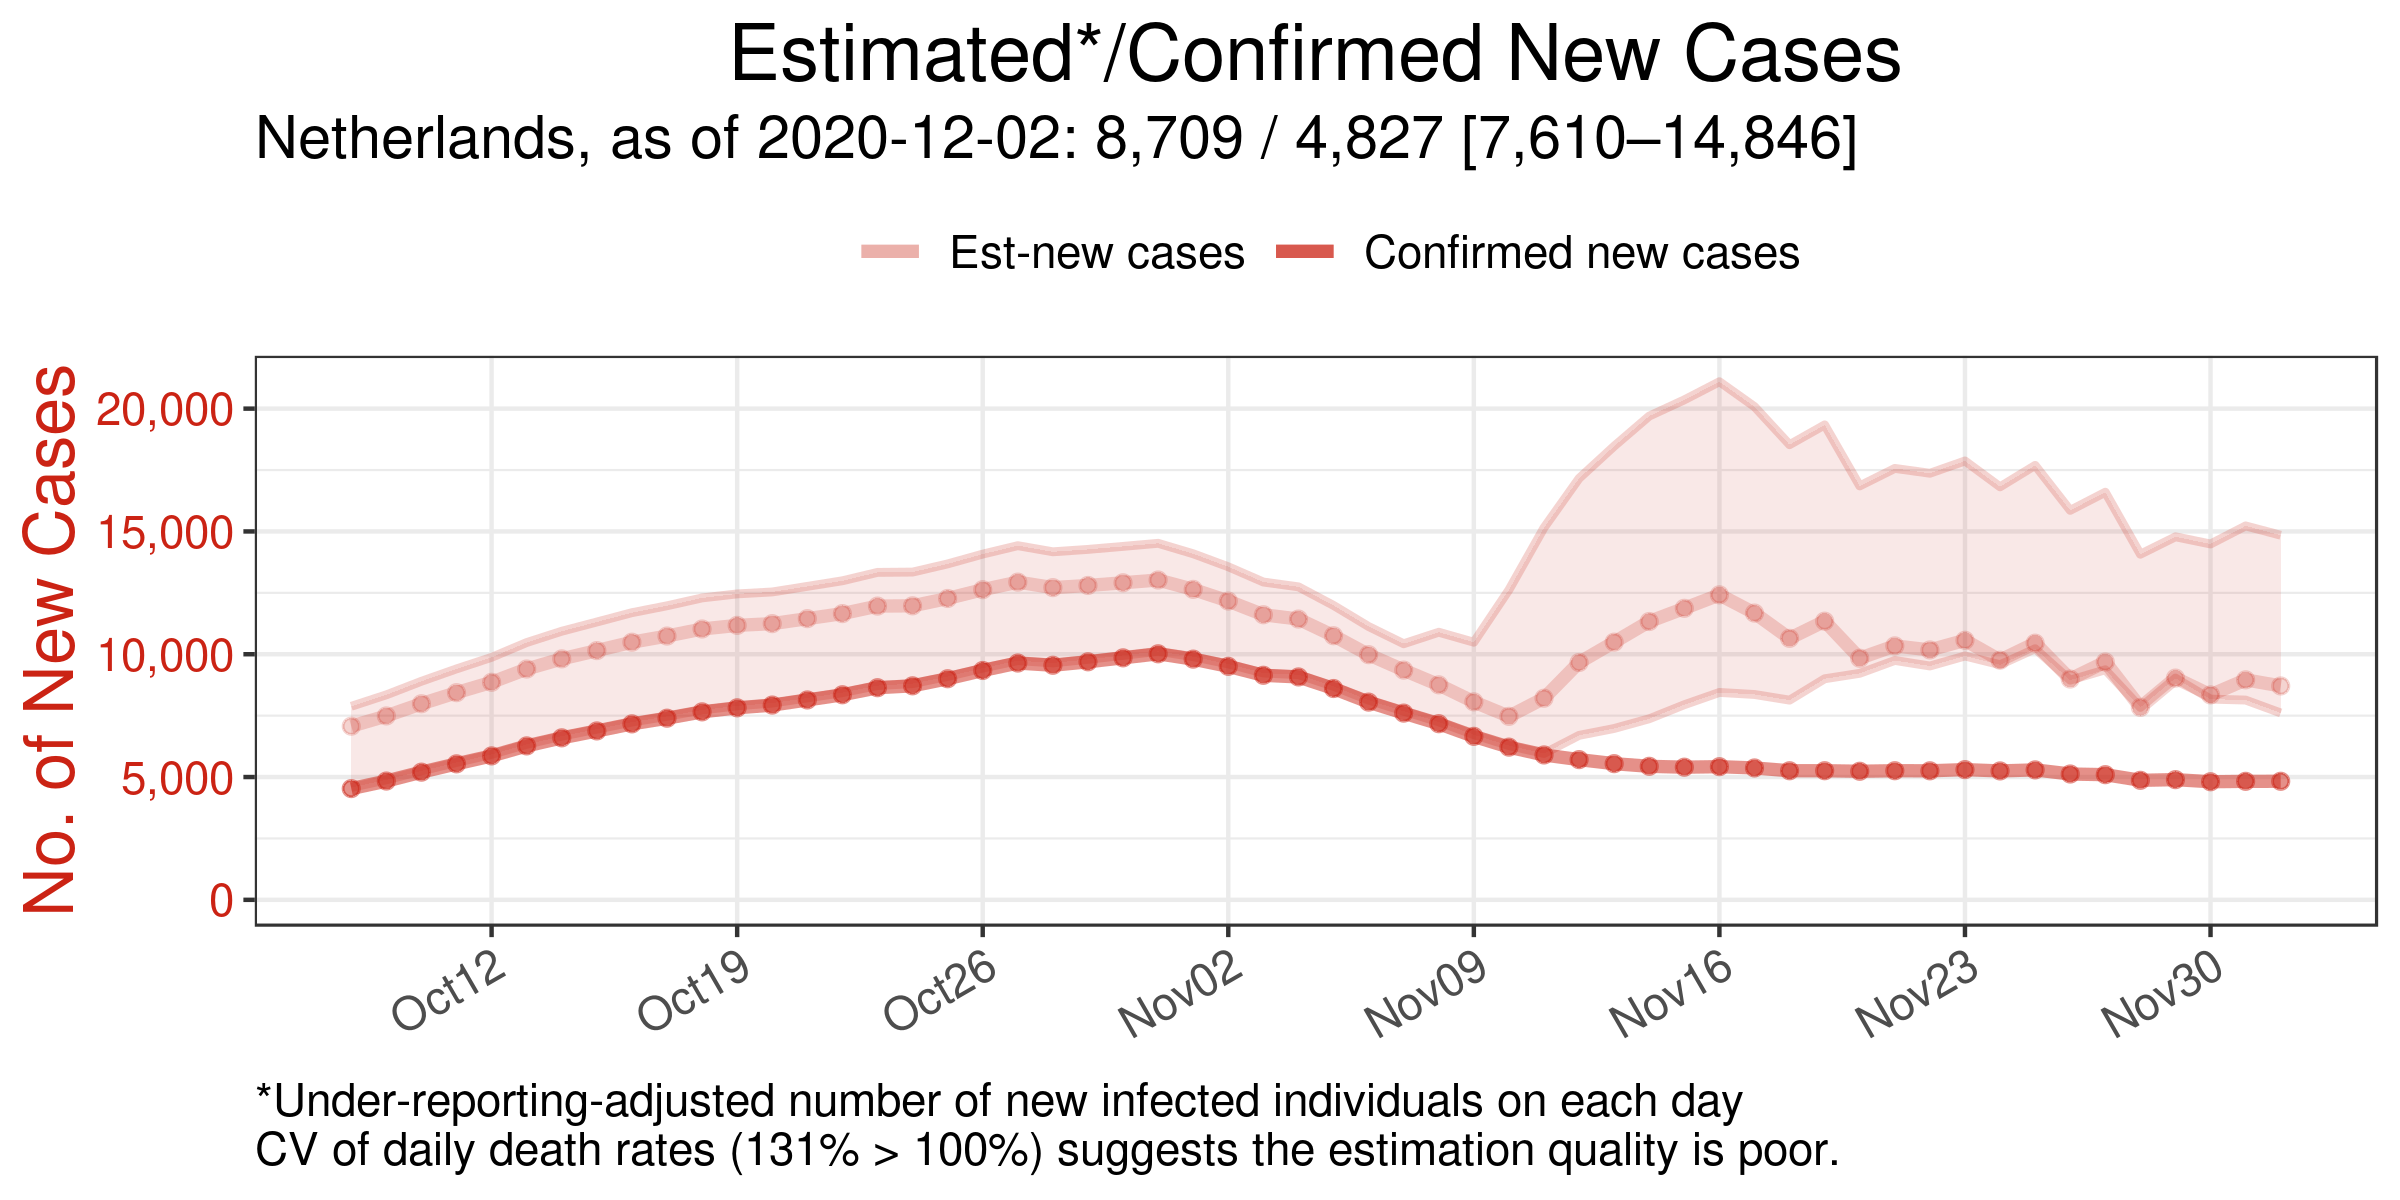 Estimated*/Confirmed New Cases
Netherlands, as of 2020-12-02: 8,709 / 4,827 [7,610–14,846]
Est-new cases Confirmed new cases
No. of New Cases
20,000
15,000
10,000
5,000
0
Oct12 Oct19 Oct26 Nov02 Nov09 Nov16 Nov23 Nov30
*Under-reporting-adjusted number of new infected individuals on each day
CV of daily death rates (131% > 100%) suggests the estimation quality is poor.